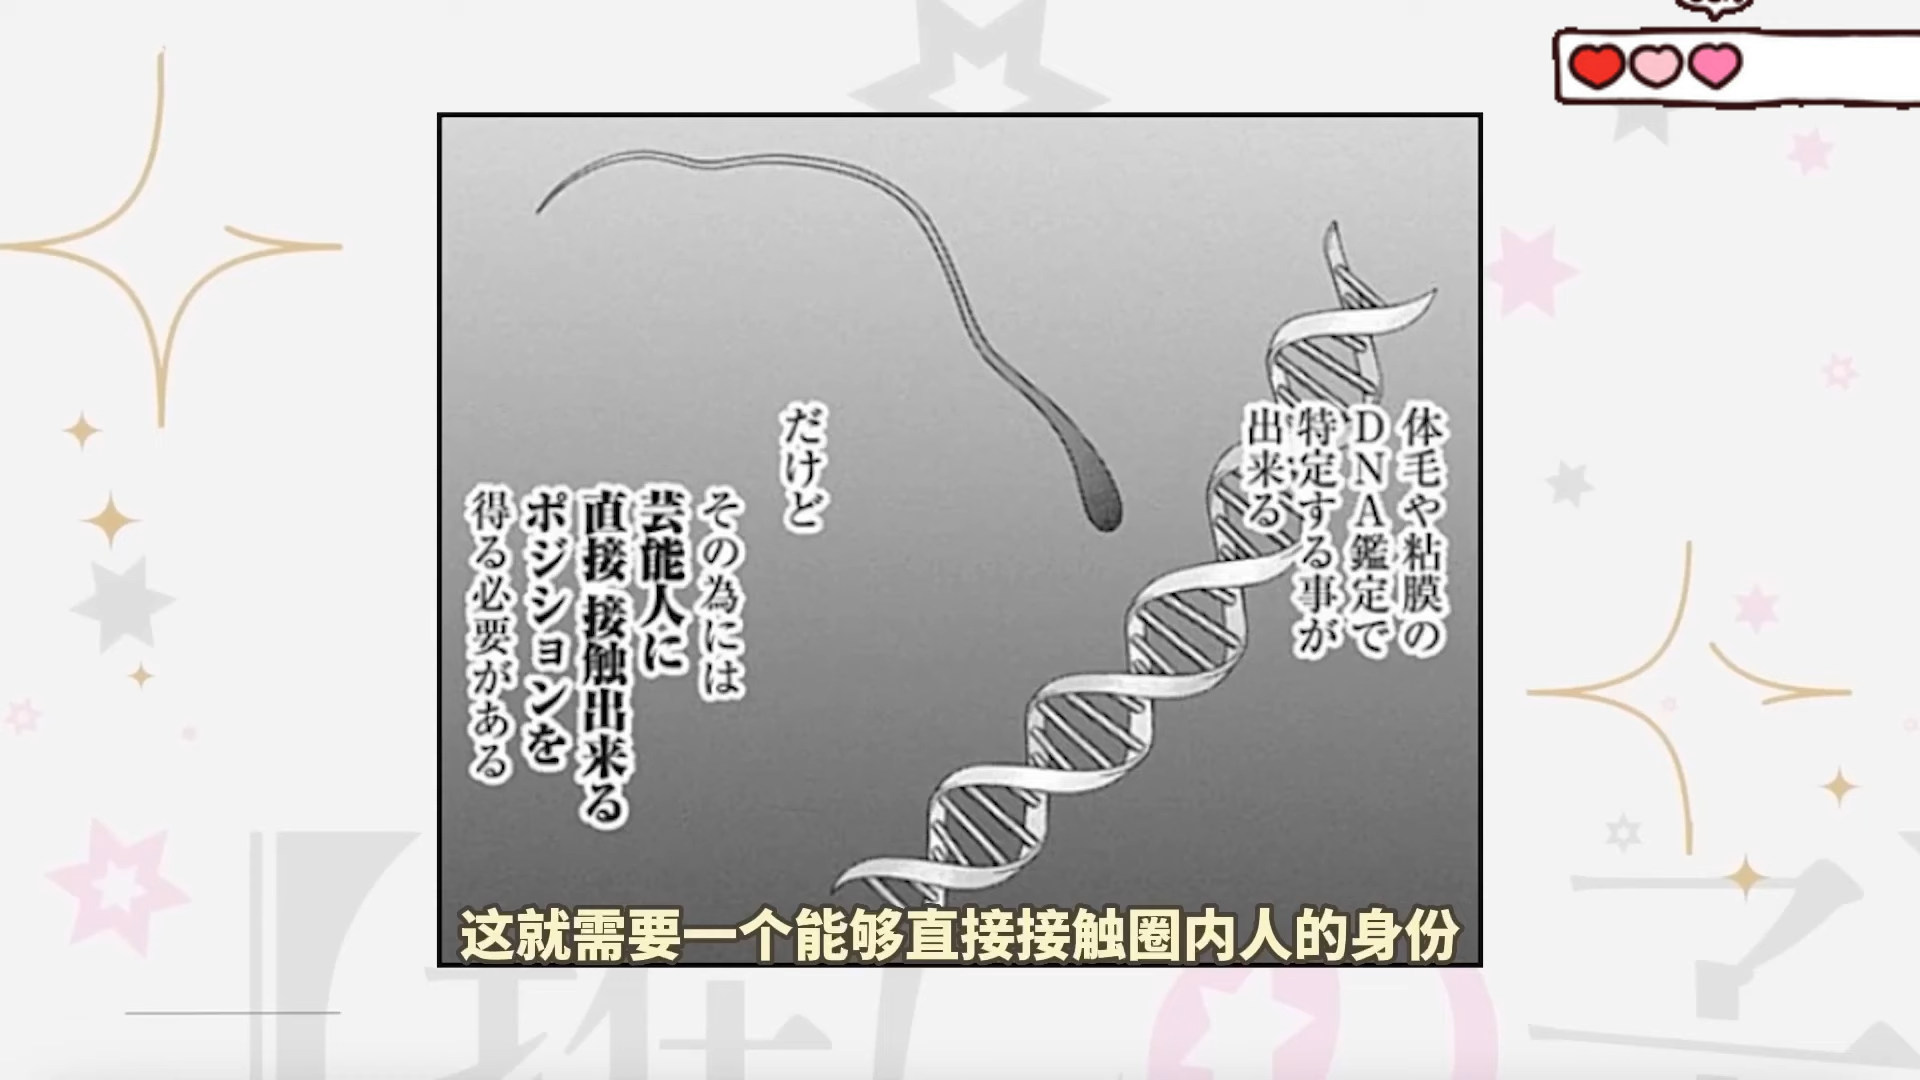 体毛や粘膜の
DNA鑑定で
特定する事が
出来る
だけど
その為には
芸能人に
直接接触出来る
ポジションを
得る必要がある
这就需要一个能够直接接触圈内人的身份